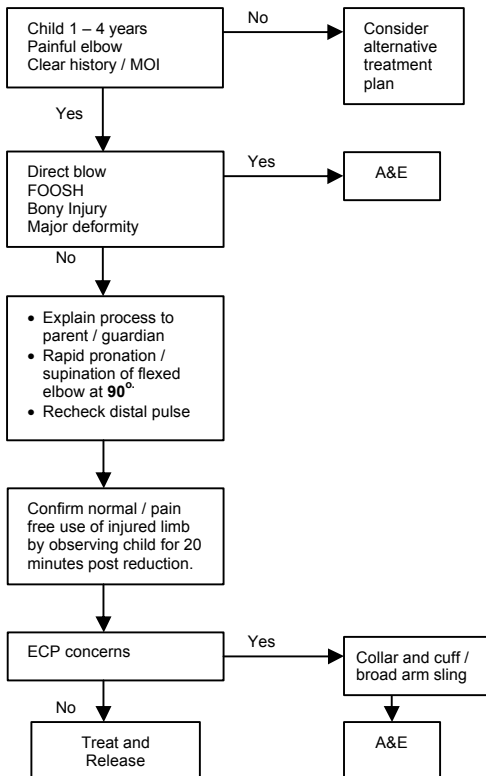 Child 1 – 4 years
Painful elbow
Clear history / MOI
No
Consider
alternative
treatment
plan
Yes
Direct blow
FOOSH
Bony Injury
Major deformity
Yes
A&E
No
• Explain process to
parent / guardian
• Rapid pronation /
supination of flexed
elbow at 90°.
• Recheck distal pulse
Confirm normal / pain
free use of injured limb
by observing child for 20
minutes post reduction.
ECP concerns
Yes
Collar and cuff /
broad arm sling
No
Treat and
Release
A&E